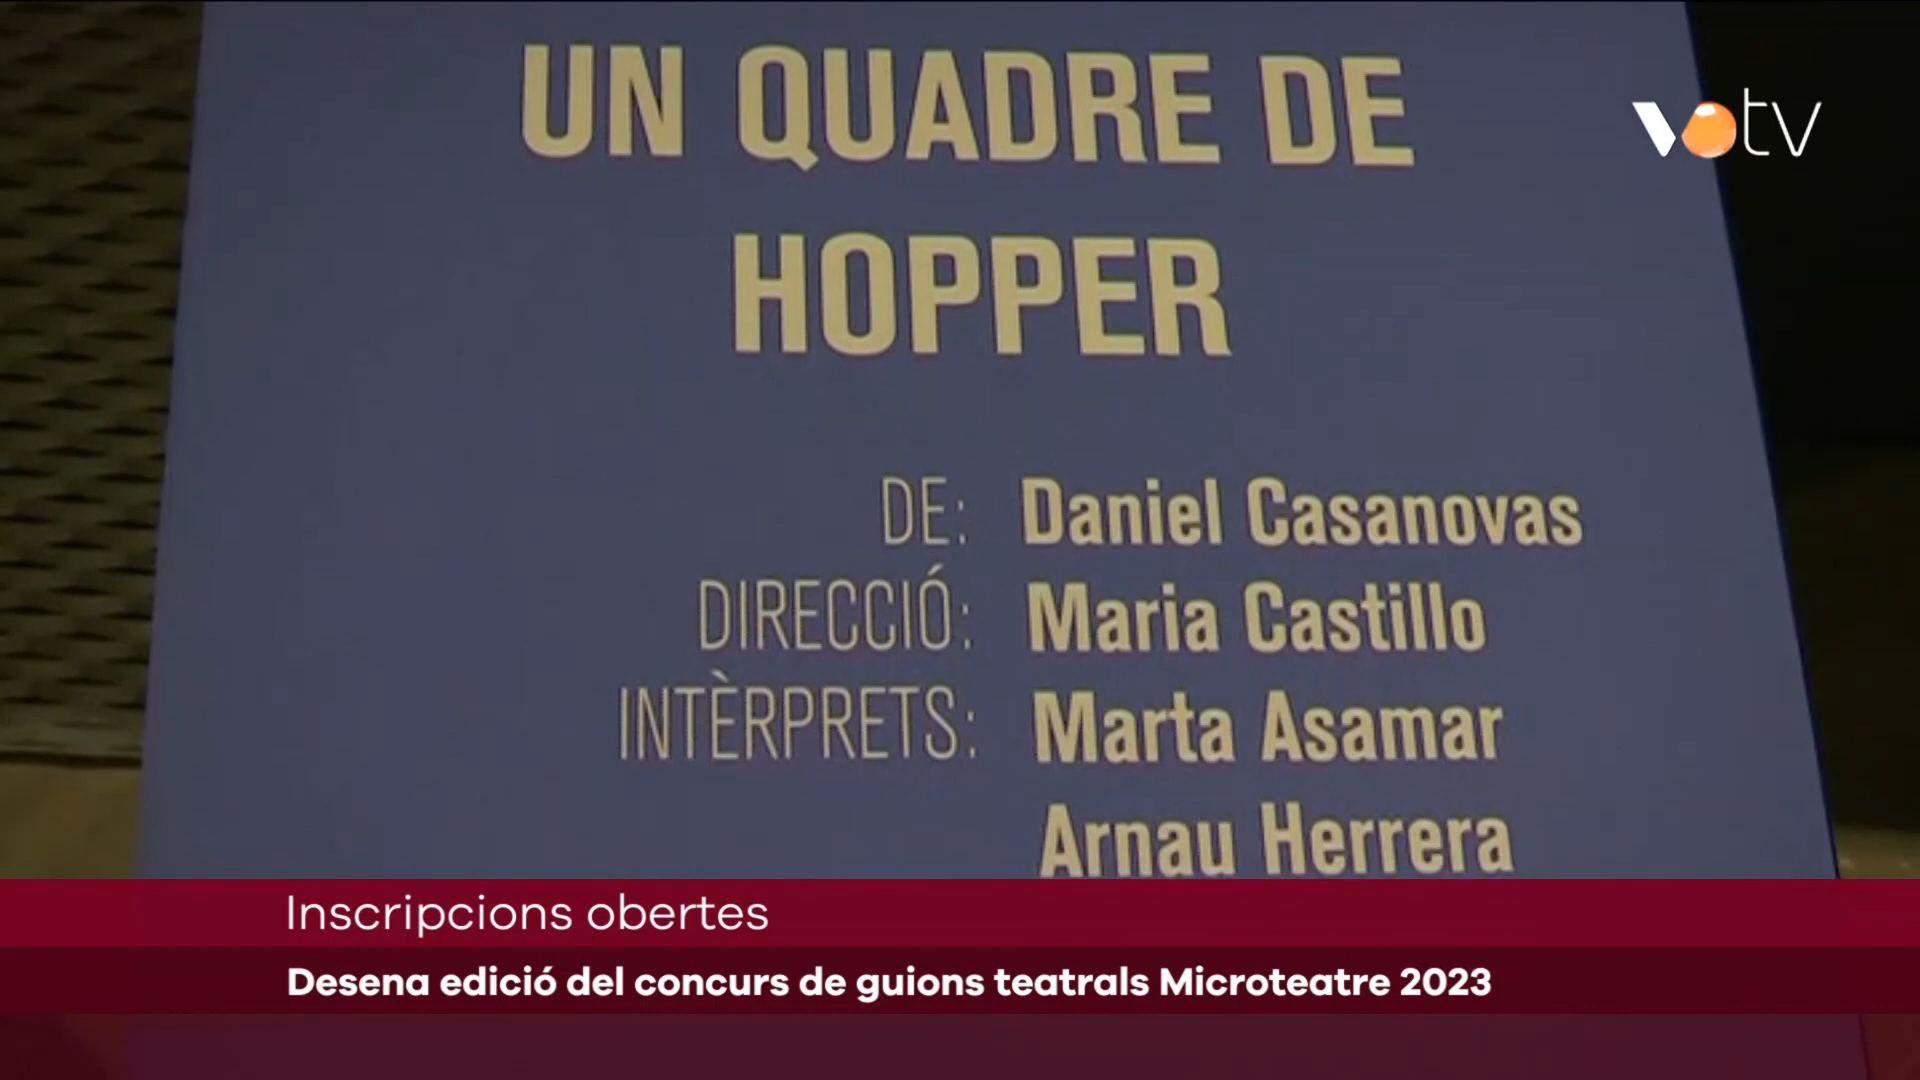 UN QUADRE DE
HOPPER
votv
DE: Daniel Casanovas
DIRECCIÓ: Maria Castillo
INTÈRPRETS: Marta Asamar
Arnau Herrera
Inscripcions obertes
Desena edició del concurs de guions teatrals Microteatre 2023